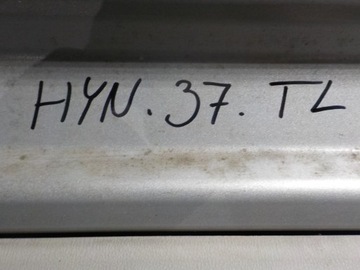 HYN. 37. TL